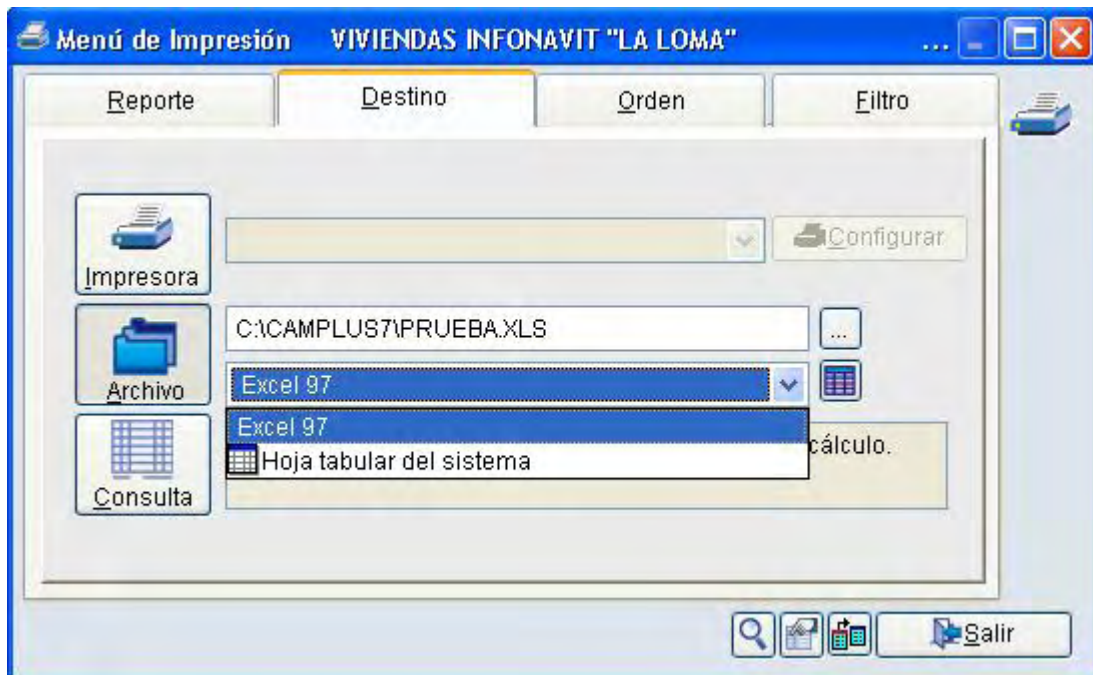 Menú de Impresión VIVIENDAS INFONAVIT "LA LOMA" ...
Reporte Destino Orden Filtro
Impresora
Configurar
C:\CAMPLUS7\PRUEBA.XLS ...
Archivo
Excel 97
Excel 97
Hoja tabular del sistema
cálculo.
Consulta
Salir